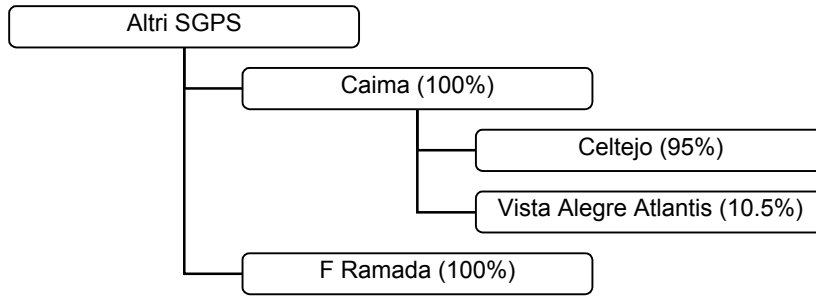 Altri SGPS
Caima (100%)
Celtejo (95%)
Vista Alegre Atlantis (10.5%)
F Ramada (100%)